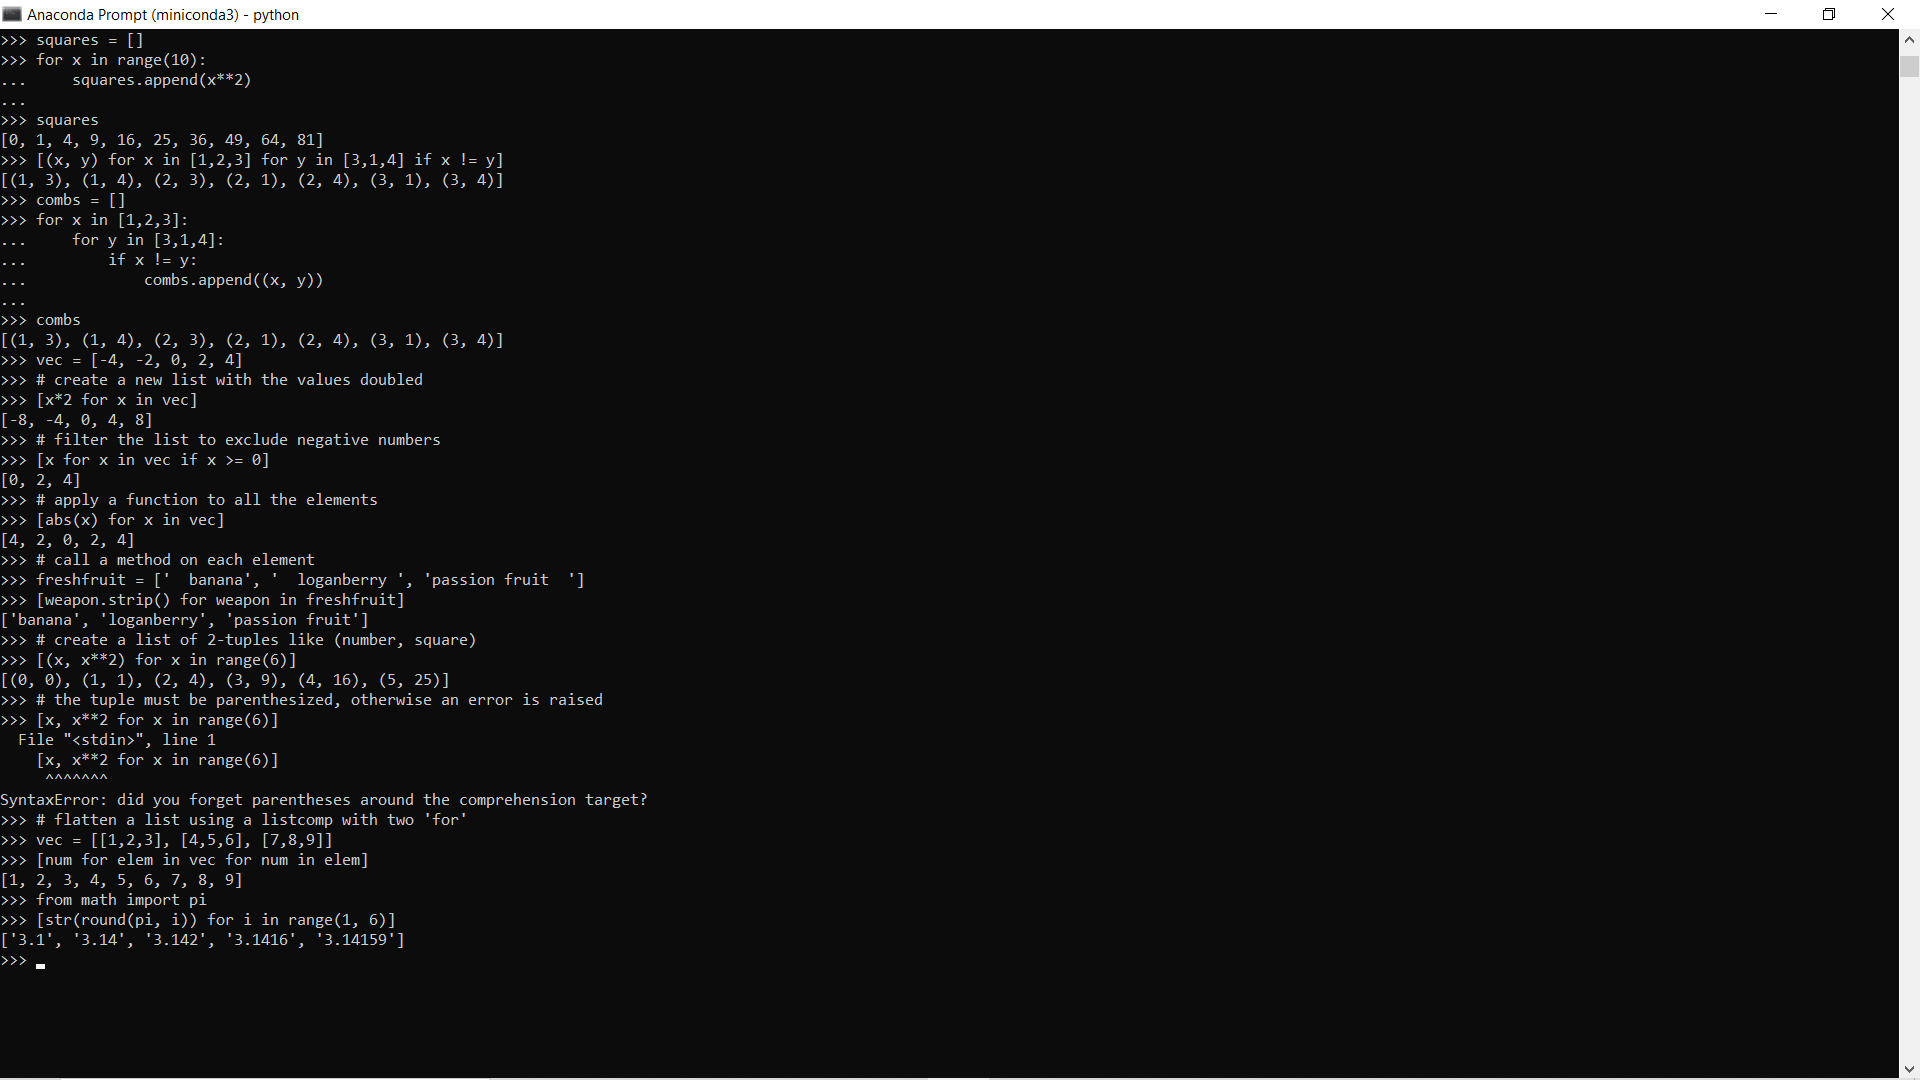 Anaconda Prompt (miniconda3) - python
>>> squares = []
>>> for x in range(10):
...     squares.append(x**2)
...
>>> squares
[0, 1, 4, 9, 16, 25, 36, 49, 64, 81]
>>> [(x, y) for x in [1,2,3] for y in [3,1,4] if x != y]
[(1, 3), (1, 4), (2, 3), (2, 1), (2, 4), (3, 1), (3, 4)]
>>> combs = []
>>> for x in [1,2,3]:
...     for y in [3,1,4]:
...         if x != y:
...             combs.append((x, y))
...
>>> combs
[(1, 3), (1, 4), (2, 3), (2, 1), (2, 4), (3, 1), (3, 4)]
>>> vec = [-4, -2, 0, 2, 4]
>>> # create a new list with the values doubled
>>> [x*2 for x in vec]
[-8, -4, 0, 4, 8]
>>> # filter the list to exclude negative numbers
>>> [x for x in vec if x >= 0]
[0, 2, 4]
>>> # apply a function to all the elements
>>> [abs(x) for x in vec]
[4, 2, 0, 2, 4]
>>> # call a method on each element
>>> freshfruit = ['  banana', '  loganberry ', 'passion fruit  ']
>>> [weapon.strip() for weapon in freshfruit]
['banana', 'loganberry', 'passion fruit']
>>> # create a list of 2-tuples like (number, square)
>>> [(x, x**2) for x in range(6)]
[(0, 0), (1, 1), (2, 4), (3, 9), (4, 16), (5, 25)]
>>> # the tuple must be parenthesized, otherwise an error is raised
>>> [x, x**2 for x in range(6)]
  File "<stdin>", line 1
    [x, x**2 for x in range(6)]
     ^^^^^^^
SyntaxError: did you forget parentheses around the comprehension target?
>>> # flatten a list using a listcomp with two 'for'
>>> vec = [[1,2,3], [4,5,6], [7,8,9]]
>>> [num for elem in vec for num in elem]
[1, 2, 3, 4, 5, 6, 7, 8, 9]
>>> from math import pi
>>> [str(round(pi, i)) for i in range(1, 6)]
['3.1', '3.14', '3.142', '3.1416', '3.14159']
>>>